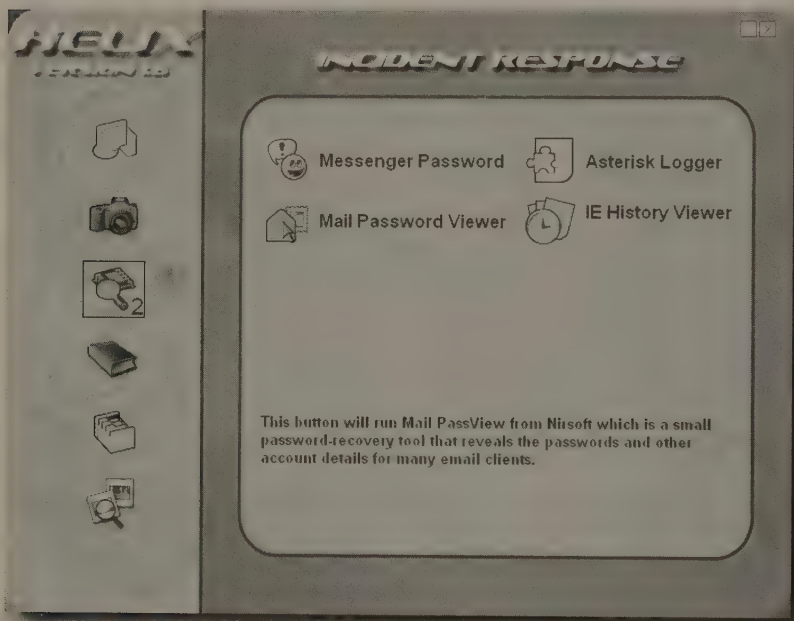 HELIX
INCIDENT RESPONSE
Messenger Password
Asterisk Logger
Mail Password Viewer
IE History Viewer
2
This button will run Mail PassView from Nirsoft which is a small
password-recovery tool that reveals the passwords and other
account details for many email clients.